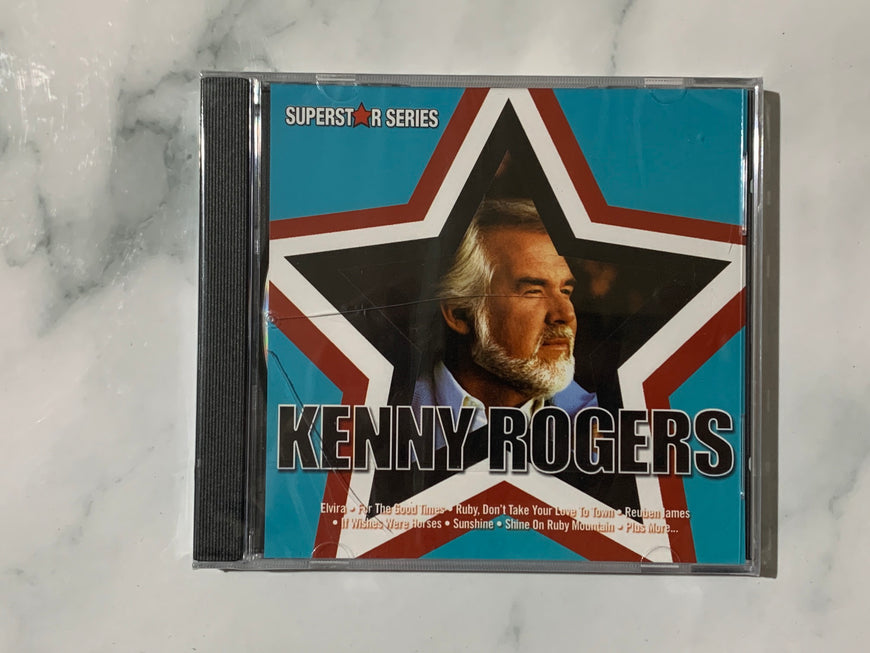 SUPERSTAR SERIES
KENNY ROGERS
Elvira • For The Good Times • Ruby, Don't Take Your Love To Town • Reuben James
• If Wishes Were Horses • Sunshine • Shine On Ruby Mountain • Plus More...